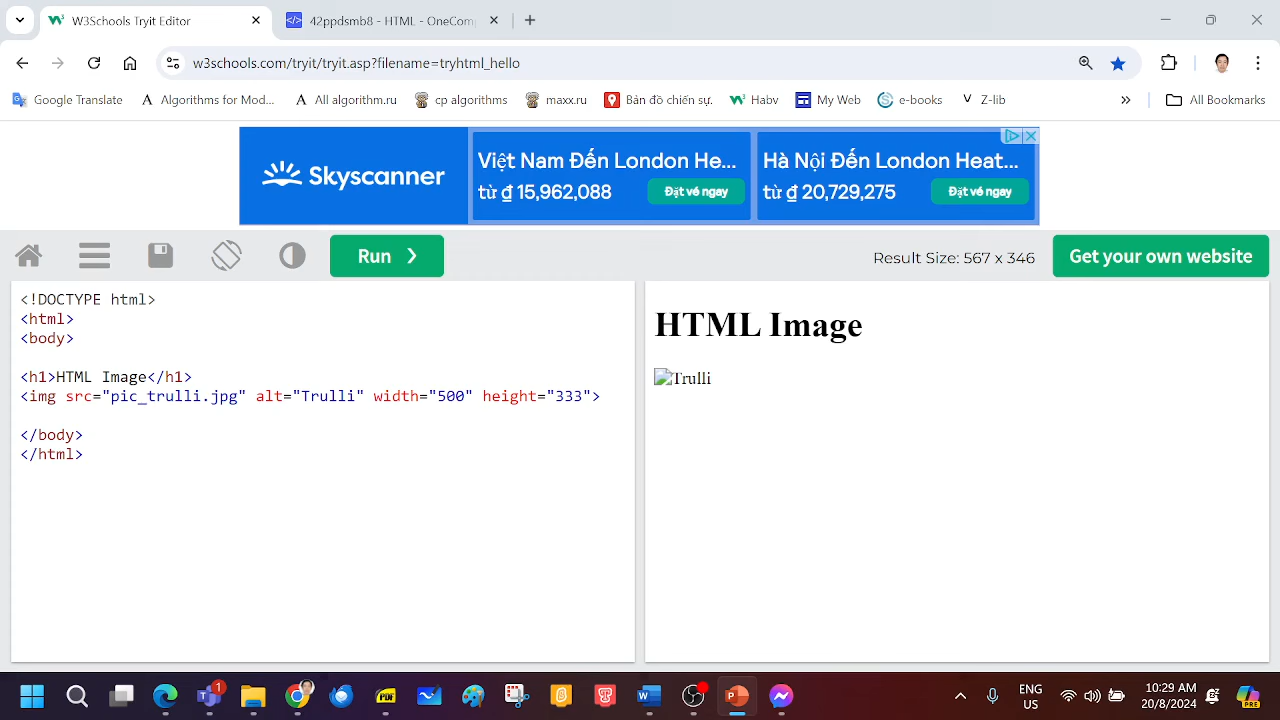 W3Schools Tryit Editor
42ppdsmb8 - HTML - OneComp
w3schools.com/tryit/tryit.asp?filename=tryhtml_hello
Google Translate
Algorithms for Mod...
All algorithm.ru
cp algorithms
maxx.ru
Bản đồ chiến sự.
Habv
My Web
e-books
Z-lib
All Bookmarks
Skyscanner
Việt Nam Đến London He...
từ ₫ 15,962,088
Đặt vé ngay
Hà Nội Đến London Heat...
từ ₫ 20,729,275
Đặt vé ngay
Run ❯
Result Size: 567 x 346
Get your own website
<!DOCTYPE html>
<html>
<body>
<h1>HTML Image</h1>
<img src="pic_trulli.jpg" alt="Trulli" width="500" height="333">
</body>
</html>
HTML Image
Trulli
1
PDF
ENG
US
10:29 AM
20/8/2024
PRE